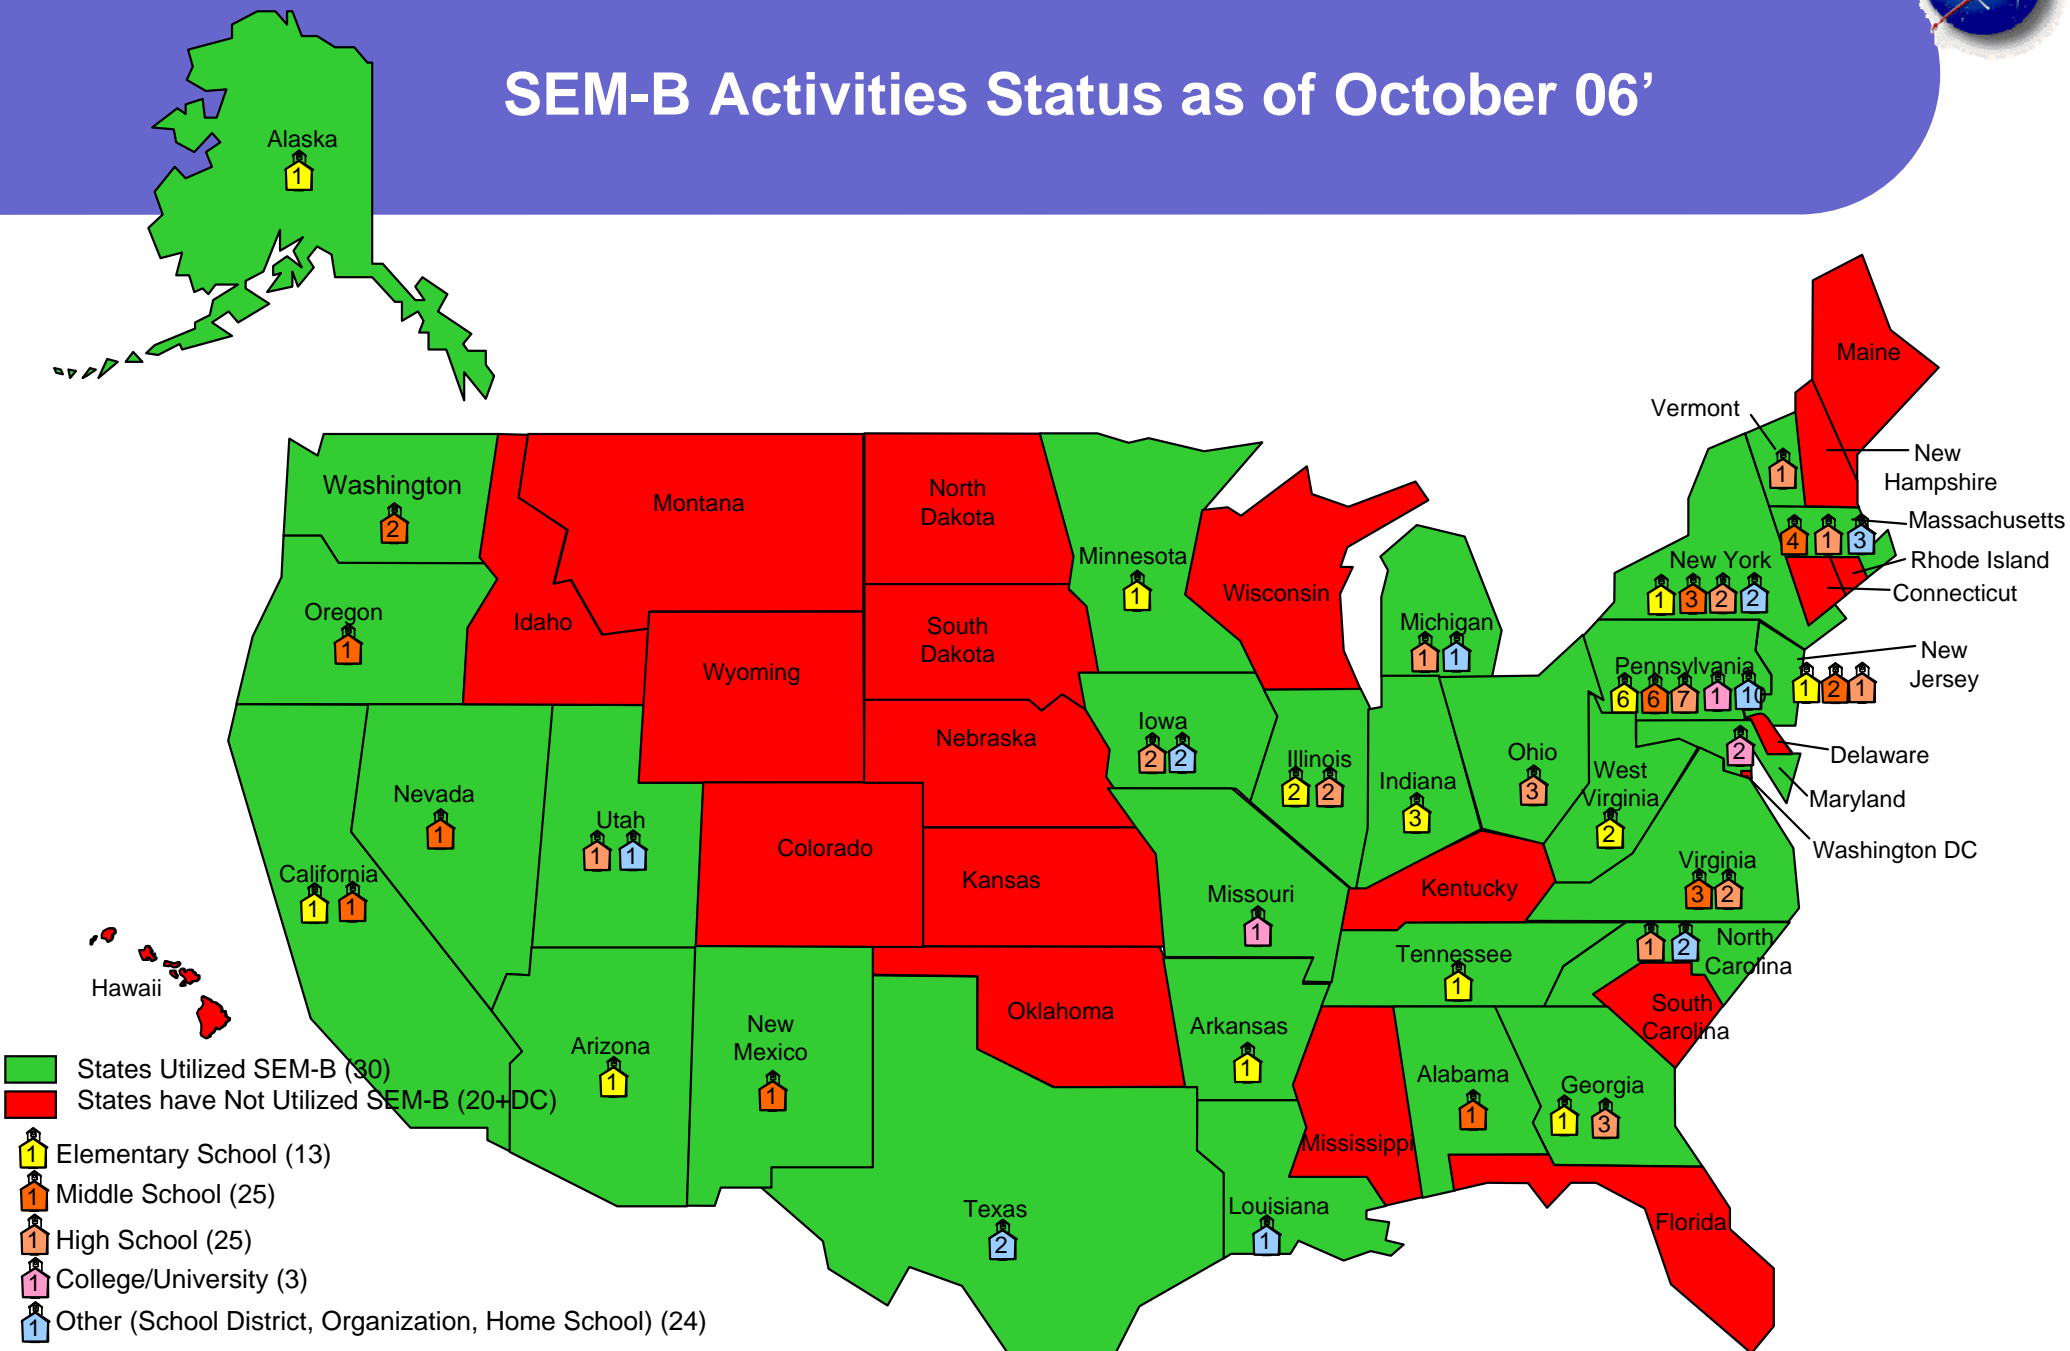 SEM-B Activities Status as of October 06’
Alaska
1
Maine
Vermont
1
New
Hampshire
Washington
2
Montana
North
Dakota
Minnesota
1
Wisconsin
Massachusetts
4 1 3
Rhode Island
Connecticut
New York
1 3 2 2
Oregon
1
Idaho
South
Dakota
Michigan
1 1
Wyoming
Pennsylvania
6 6 7 1 10
New
Jersey
1 2 1
Iowa
2 2
Nebraska
Illinois
2 2
Indiana
3
Ohio
3
West
Virginia
2
2
Delaware
Maryland
Washington DC
Nevada
1
Utah
1 1
Colorado
Kansas
California
1 1
Missouri
1
Kentucky
Virginia
3 2
Tennessee
1
1 2
North
Carolina
Hawaii
Oklahoma
South
Carolina
New
Mexico
1
Arizona
1
Arkansas
1
Alabama
1
Georgia
1 3
Mississippi
Texas
2
Louisiana
1
Florida
States Utilized SEM-B (30)
States have Not Utilized SEM-B (20+DC)
1 Elementary School (13)
1 Middle School (25)
1 High School (25)
1 College/University (3)
1 Other (School District, Organization, Home School) (24)